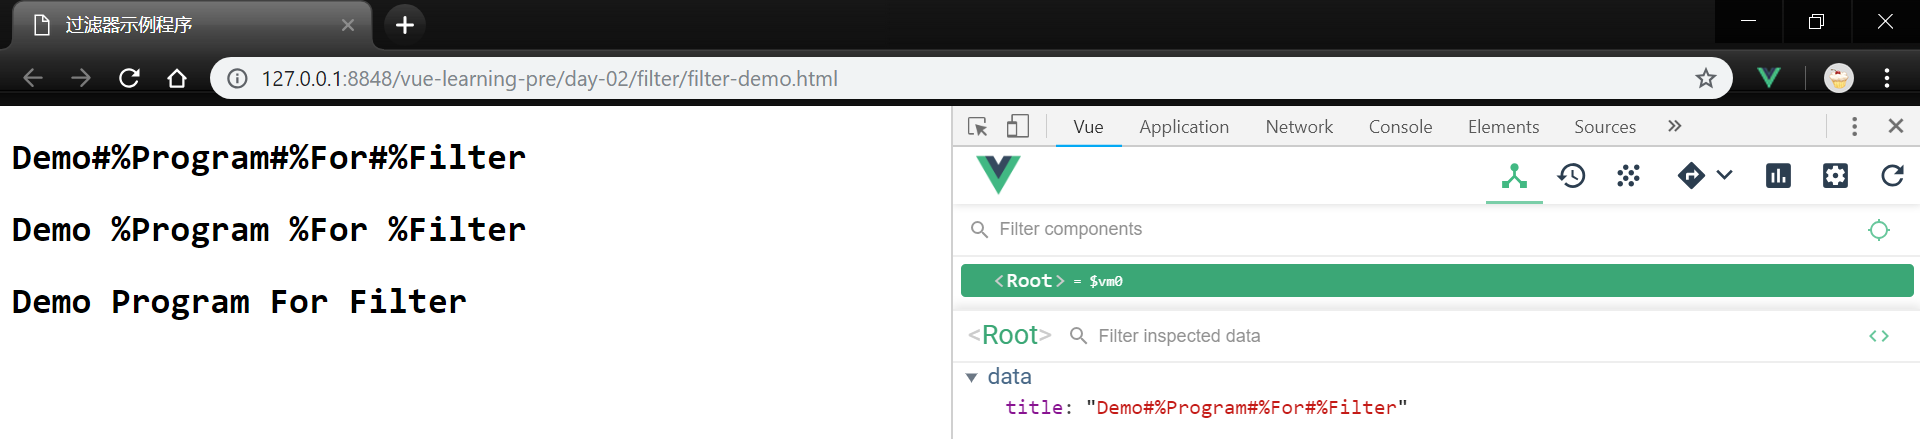 过滤器示例程序
127.0.0.1:8848/vue-learning-pre/day-02/filter/filter-demo.html
Demo#%Program#%For#%Filter
Demo %Program %For %Filter
Demo Program For Filter
Vue Application Network Console Elements Sources »
Filter components
<Root> = $vm0
<Root> Filter inspected data
data
title: "Demo#%Program#%For#%Filter"